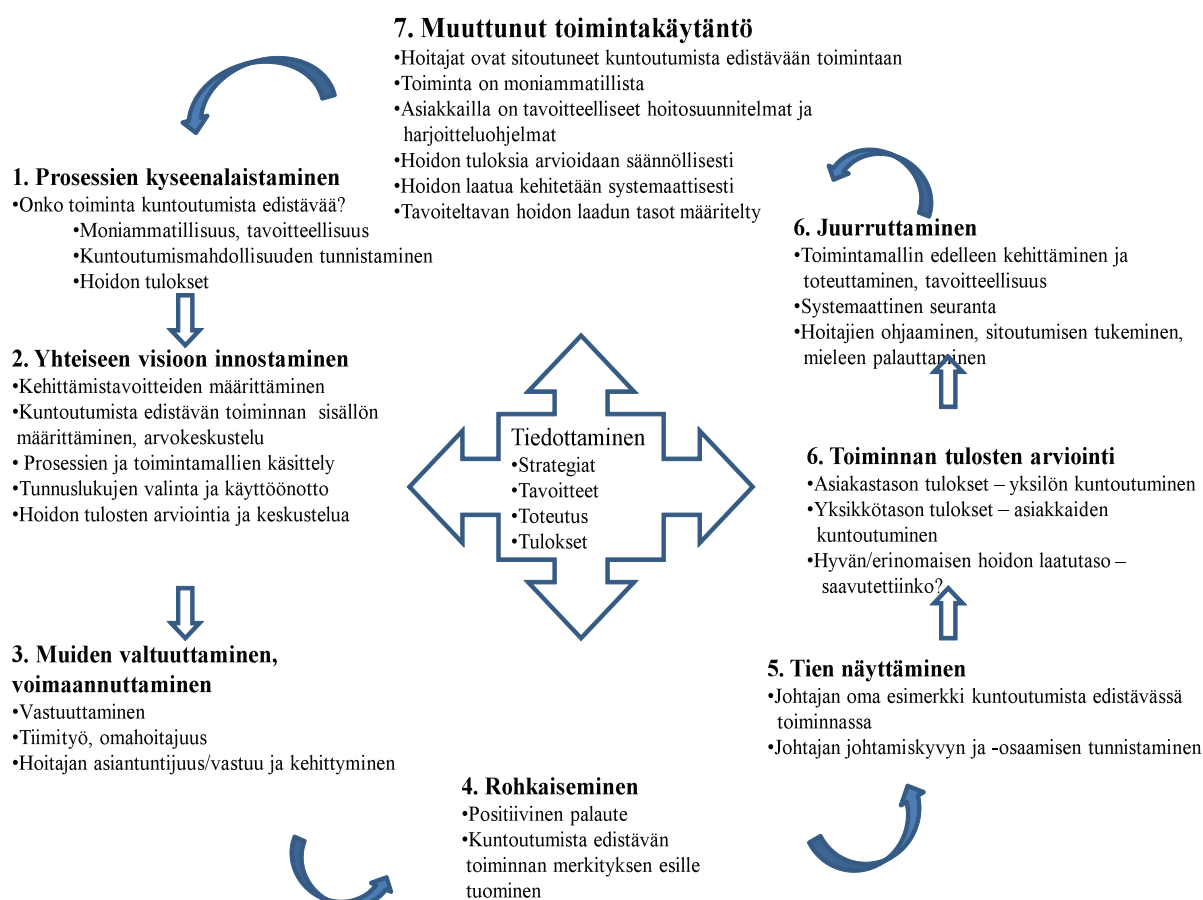 7. Muuttunut toimintakäytäntö
•Hoitajat ovat sitoutuneet kuntoutumista edistävään toimintaan
•Toiminta on moniammatillista
•Asiakkailla on tavoitteelliset hoitosuunnitelmat ja
harjoitteluohjelmat
•Hoidon tuloksia arvioidaan säännöllisesti
•Hoidon laatua kehitetään systemaattisesti
•Tavoiteltavan hoidon laadun tasot määritelty
1. Prosessien kyseenalaistaminen
•Onko toiminta kuntoutumista edistävää?
•Moniammatillisuus, tavoitteellisuus
•Kuntoutumismahdollisuuden tunnistaminen
•Hoidon tulokset
2. Yhteiseen visioon innostaminen
•Kehittämistavoitteiden määrittäminen
•Kuntoutumista edistävän toiminnan sisällön
määrittäminen, arvokeskustelu
• Prosessien ja toimintamallien käsittely
•Tunnuslukujen valinta ja käyttöönotto
•Hoidon tulosten arviointia ja keskustelua
3. Muiden valtuuttaminen,
voimaannuttaminen
•Vastuuttaminen
•Tiimityö, omahoitajuus
•Hoitajan asiantuntijuus/vastuu ja kehittyminen
Tiedottaminen
•Strategiat
•Tavoitteet
•Toteutus
•Tulokset
4. Rohkaiseminen
•Positiivinen palaute
•Kuntoutumista edistävän
toiminnan merkityksen esille
tuominen
5. Tien näyttäminen
•Johtajan oma esimerkki kuntoutumista edistävässä
toiminnassa
•Johtajan johtamiskyvyn ja -osaamisen tunnistaminen
6. Toiminnan tulosten arviointi
•Asiakastason tulokset – yksilön kuntoutuminen
•Yksikkötason tulokset – asiakkaiden
kuntoutuminen
•Hyvän/erinomaisen hoidon laatutaso –
saavutettiinko?
6. Juurruttaminen
•Toimintamallin edelleen kehittäminen ja
toteuttaminen, tavoitteellisuus
•Systemaattinen seuranta
•Hoitajien ohjaaminen, sitoutumisen tukeminen,
mieleen palauttaminen